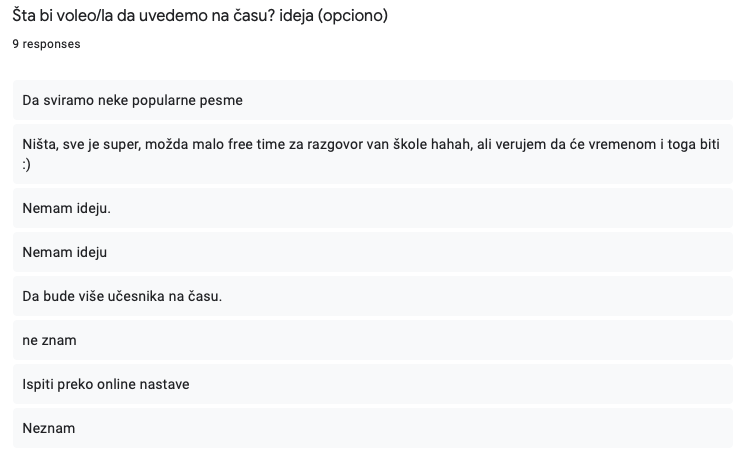 Šta bi voleo/la da uvedemo na času? ideja (opciono)
9 responses
Da sviramo neke popularne pesme
Ništa, sve je super, možda malo free time za razgovor van škole hahah, ali verujem da će vremenom i toga biti
:)
Nemam ideju.
Nemam ideju
Da bude više učesnika na času.
ne znam
Ispiti preko online nastave
Neznam